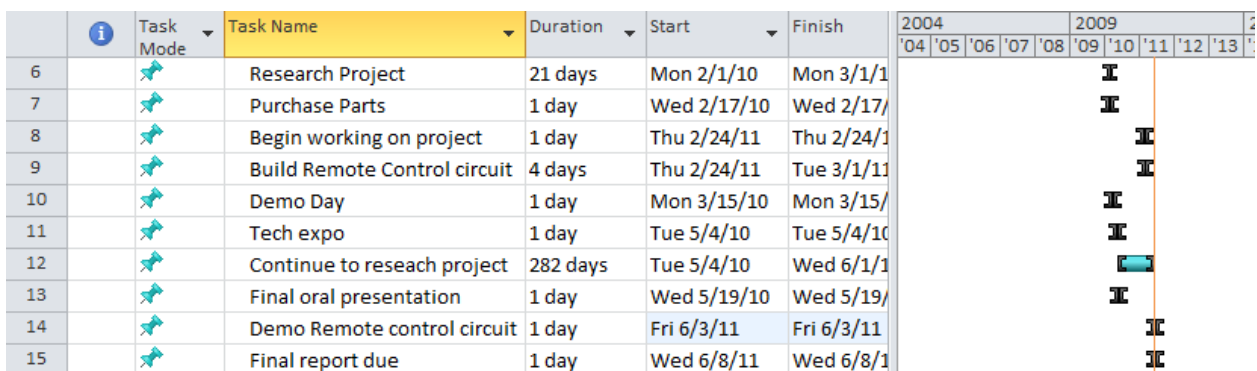 Task Mode Task Name Duration Start Finish 2004 2009 2
'04 '05 '06 '07 '08 '09 '10 '11 '12 '13
6 Research Project 21 days Mon 2/1/10 Mon 3/1/1
7 Purchase Parts 1 day Wed 2/17/10 Wed 2/17/
8 Begin working on project 1 day Thu 2/24/11 Thu 2/24/1
9 Build Remote Control circuit 4 days Thu 2/24/11 Tue 3/1/11
10 Demo Day 1 day Mon 3/15/10 Mon 3/15/
11 Tech expo 1 day Tue 5/4/10 Tue 5/4/10
12 Continue to reseach project 282 days Tue 5/4/10 Wed 6/1/1
13 Final oral presentation 1 day Wed 5/19/10 Wed 5/19/
14 Demo Remote control circuit 1 day Fri 6/3/11 Fri 6/3/11
15 Final report due 1 day Wed 6/8/11 Wed 6/8/1